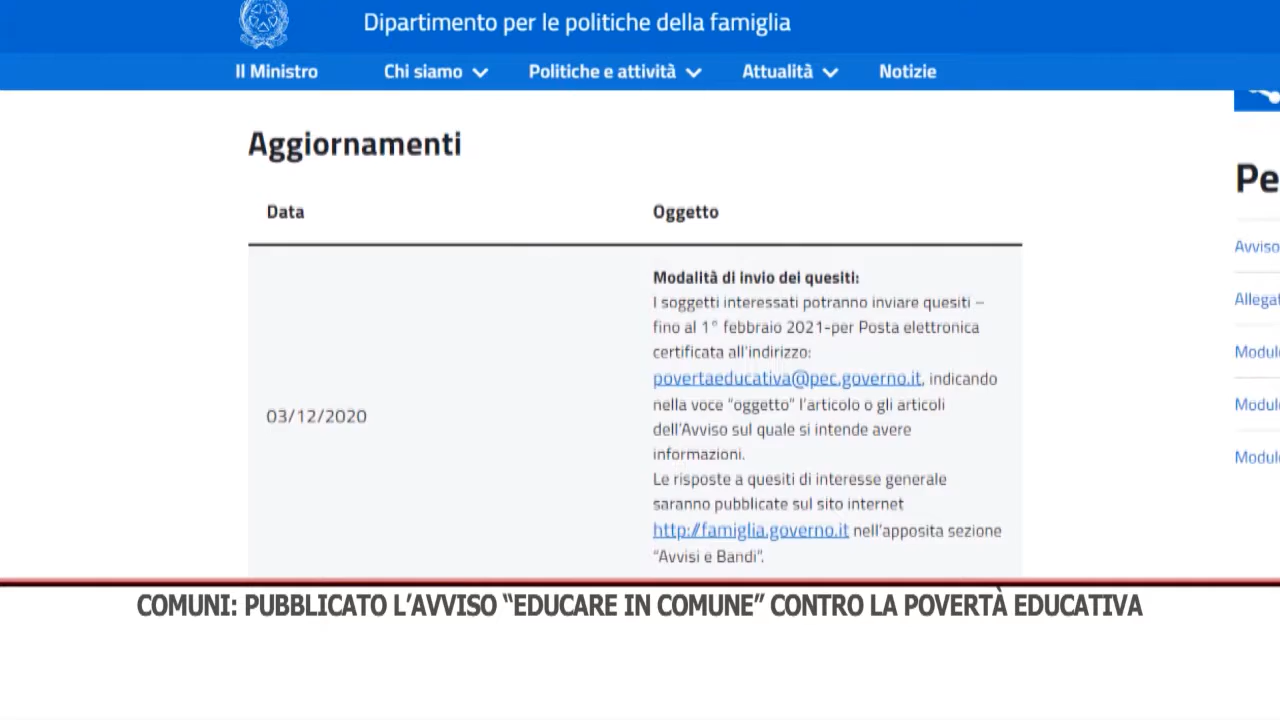 Dipartimento per le politiche della famiglia
Il Ministro Chi siamo Politiche e attività Attualità Notizie
Aggiornamenti
Data Oggetto
Modalità di invio dei quesiti:
I soggetti interessati potranno inviare quesiti –
fino al 1° febbraio 2021-per Posta elettronica
certificata all'indirizzo:
povertaeducativa@pec.governo.it, indicando
nella voce "oggetto" l'articolo o gli articoli
dell'Avviso sul quale si intende avere
informazioni.
Le risposte a quesiti di interesse generale
saranno pubblicate sul sito internet
http://famiglia.governo.it nell'apposita sezione
"Avvisi e Bandi".
03/12/2020
Pe
Avviso
Allegat
Modulo
Modulo
Modulo
COMUNI: PUBBLICATO L'AVVISO "EDUCARE IN COMUNE" CONTRO LA POVERTÀ EDUCATIVA